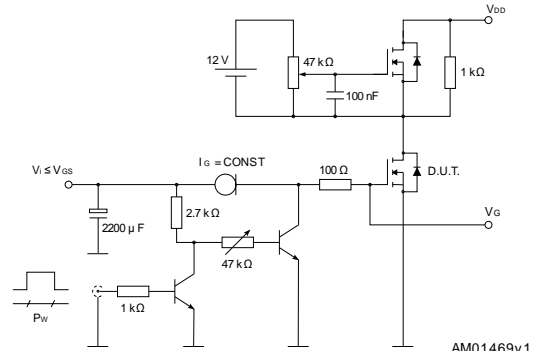 VDD
12 V
47 kΩ
100 nF
1 kΩ
Vi ≤ VGS
IG = CONST
100 Ω
D.U.T.
2200 μF
2.7 kΩ
VG
47 kΩ
1 kΩ
PW
AM01469v1